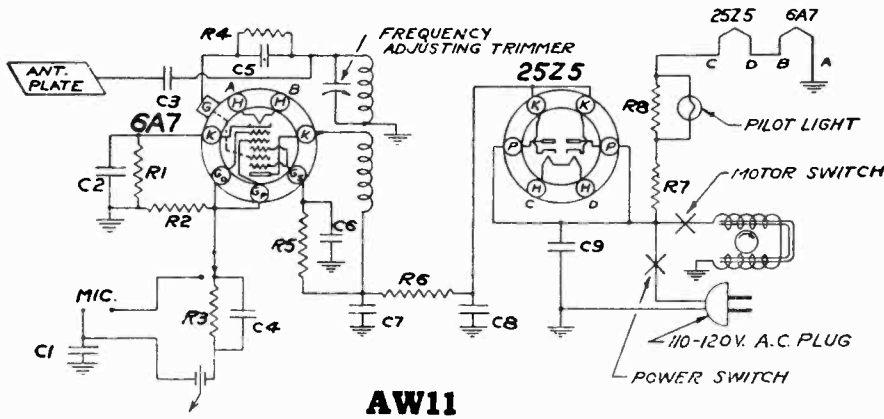 R4
C5
FREQUENCY
ADJUSTING TRIMMER
ANT.
PLATE
C3
6A7
G
A
H
H
B
K
K
G
GP
GS
C2
R1
R2
R5
C6
MIC.
C1
R3
C4
R6
C7
C8
25Z5
K
K
P
P
H
H
C
D
C9
25Z5
6A7
C
D
B
A
R8
PILOT LIGHT
R7
MOTOR SWITCH
110-120V. A.C. PLUG
POWER SWITCH
AW11